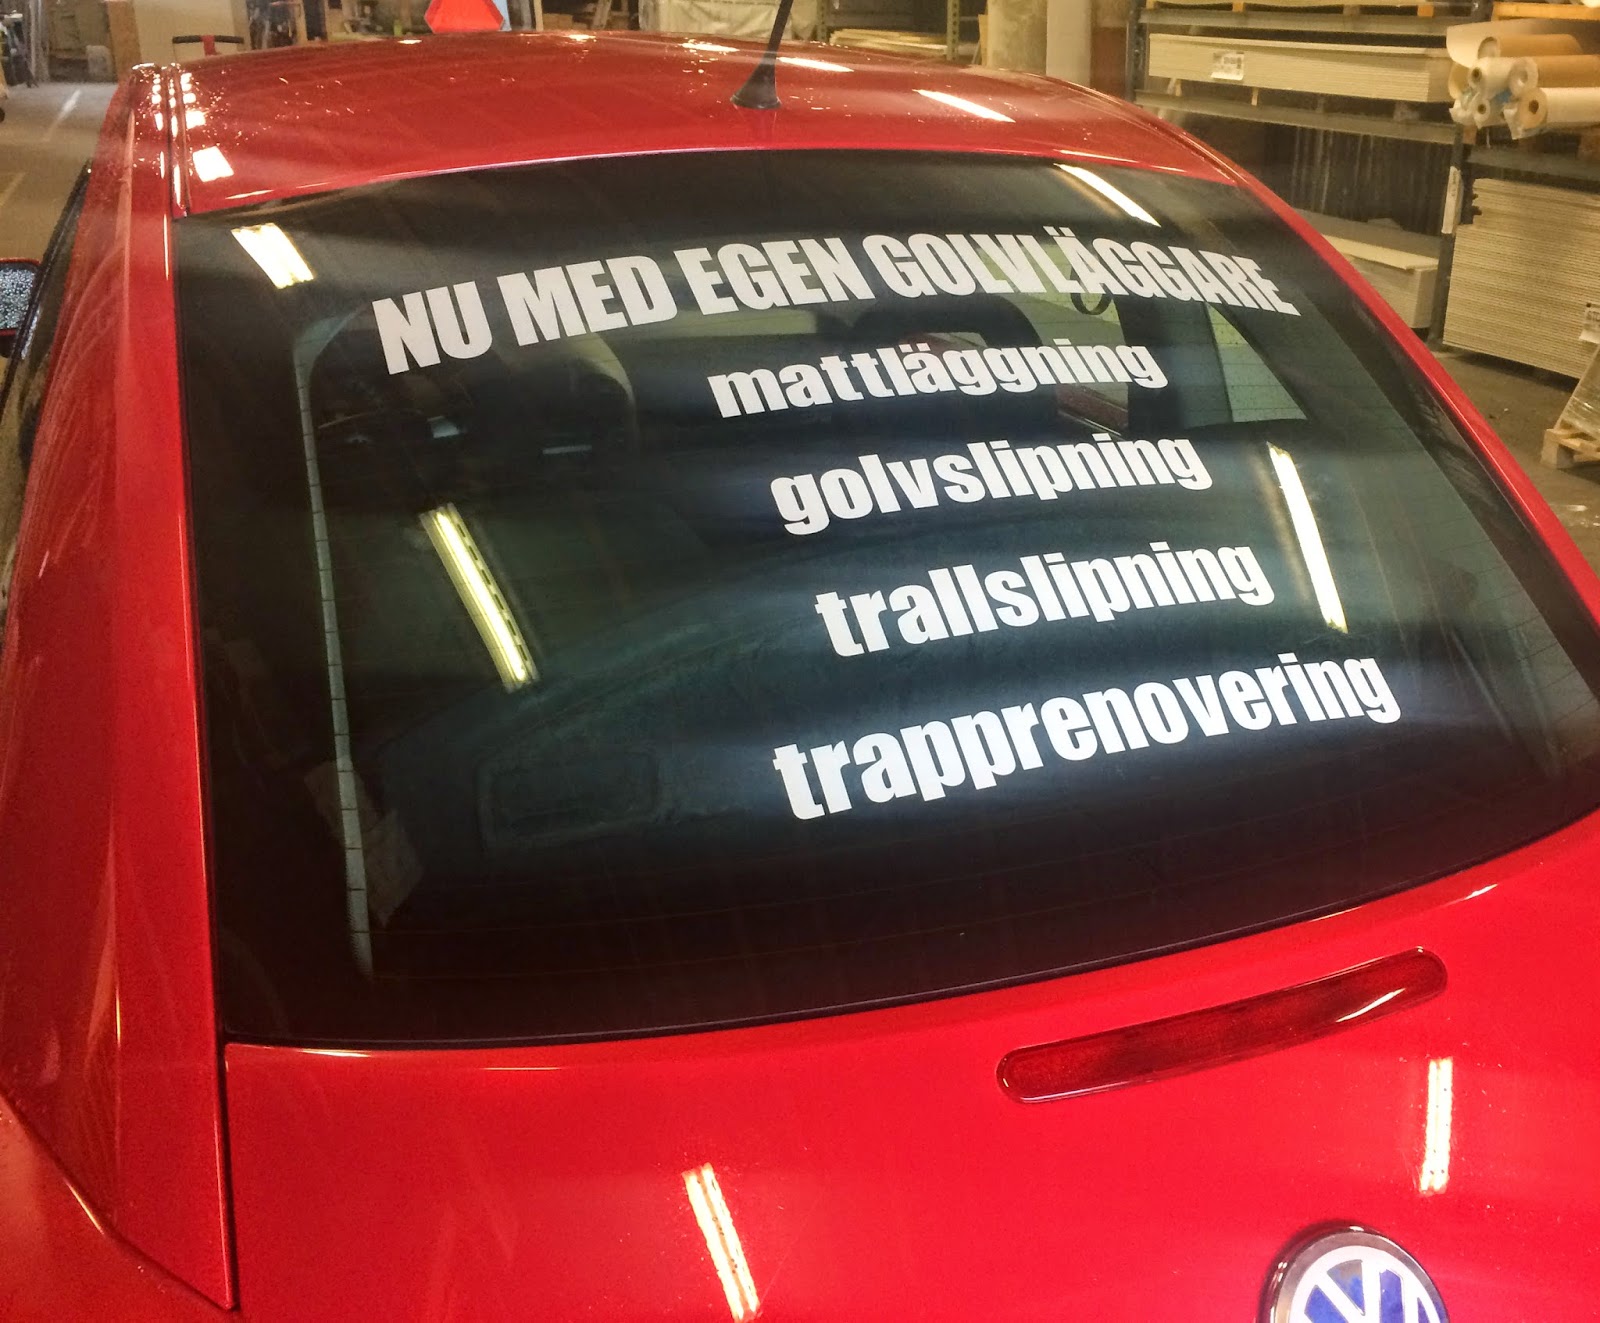 NU MED EGEN GOLVLÄGGARE
mattläggning
golvslipning
trallslipning
trapprenovering